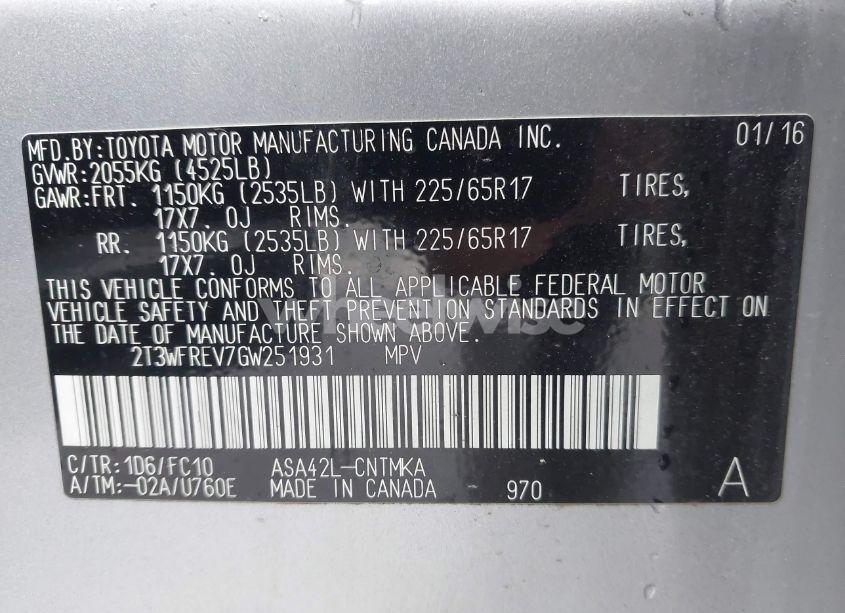 MFD.BY:TOYOTA MOTOR MANUFACTURING CANADA INC. 01/16
GVWR:2055KG (4525LB)
GAWR:FRT. 1150KG (2535LB) WITH 225/65R17 TIRES,
17X7.0J RIMS.
RR. 1150KG (2535LB) WITH 225/65R17 TIRES,
17X7.0J RIMS.
THIS VEHICLE CONFORMS TO ALL APPLICABLE FEDERAL MOTOR
VEHICLE SAFETY AND THEFT PREVENTION STANDARDS IN EFFECT ON
THE DATE OF MANUFACTURE SHOWN ABOVE.
wheelwise
2T3WFREV7GW251931 MPV
C/TR:1D6/FC10 ASA42L-CNTMKA
A/TM:-02A/U760E MADE IN CANADA 970 A